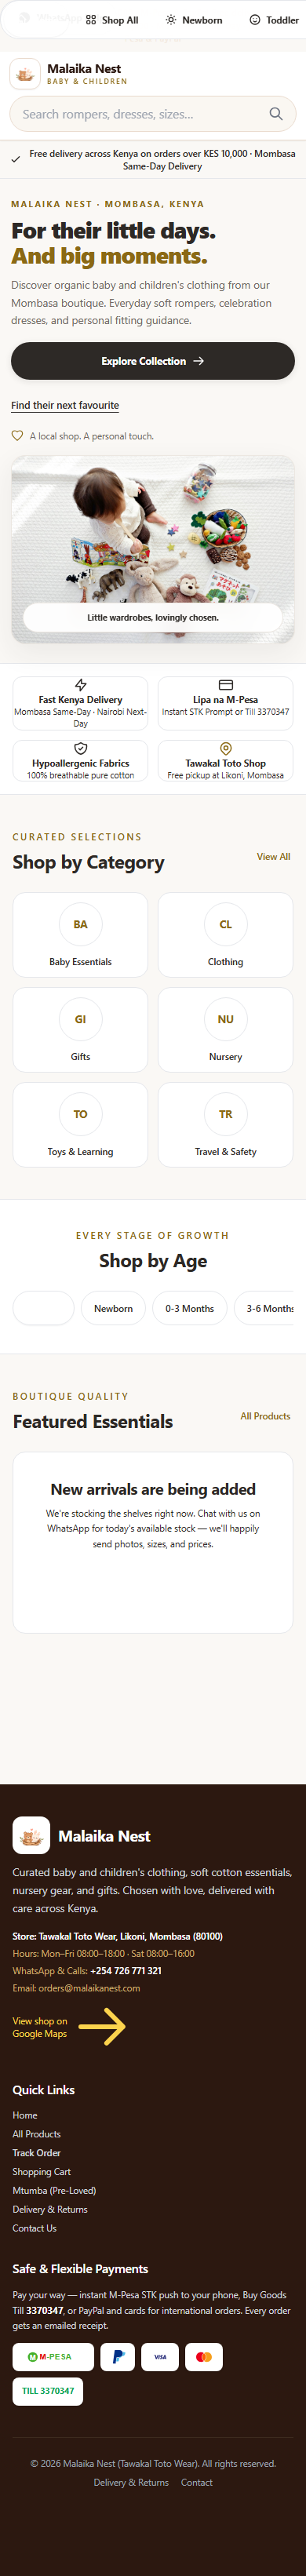 Shop All
Newborn
Toddler
Malaika Nest
BABY & CHILDREN
Search rompers, dresses, sizes...
Free delivery across Kenya on orders over KES 10,000 · Mombasa
Same-Day Delivery
MALAIKA NEST · MOMBASA, KENYA
For their little days.
And big moments.
Discover organic baby and children's clothing from our
Mombasa boutique. Everyday soft rompers, celebration
dresses, and personal fitting guidance.
Explore Collection →
Find their next favourite
A local shop. A personal touch.
Little wardrobes, lovingly chosen.
Fast Kenya Delivery
Mombasa Same-Day · Nairobi Next-
Day
Lipa na M-Pesa
Instant STK Prompt or Till 3370347
Hypoallergenic Fabrics
100% breathable pure cotton
Tawakal Toto Shop
Free pickup at Likoni, Mombasa
CURATED SELECTIONS
Shop by Category
View All
BA
Baby Essentials
CL
Clothing
GI
Gifts
NU
Nursery
TO
Toys & Learning
TR
Travel & Safety
EVERY STAGE OF GROWTH
Shop by Age
Newborn
0-3 Months
3-6 Months
BOUTIQUE QUALITY
Featured Essentials
All Products
New arrivals are being added
We're stocking the shelves right now. Chat with us on
WhatsApp for today's available stock — we'll happily
send photos, sizes, and prices.
Malaika Nest
Curated baby and children's clothing, soft cotton essentials,
nursery gear, and gifts. Chosen with love, delivered with
care across Kenya.
Store: Tawakal Toto Wear, Likoni, Mombasa (80100)
Hours: Mon–Fri 08:00–18:00 · Sat 08:00–16:00
WhatsApp & Calls: +254 726 771 321
Email: orders@malaikanest.com
View shop on
Google Maps →
Quick Links
Home
All Products
Track Order
Shopping Cart
Mtumba (Pre-Loved)
Delivery & Returns
Contact Us
Safe & Flexible Payments
Pay your way — instant M-Pesa STK push to your phone, Buy Goods
Till 3370347, or PayPal and cards for international orders. Every order
gets an emailed receipt.
M-PESA
VISA
TILL 3370347
© 2026 Malaika Nest (Tawakal Toto Wear). All rights reserved.
Delivery & Returns
Contact